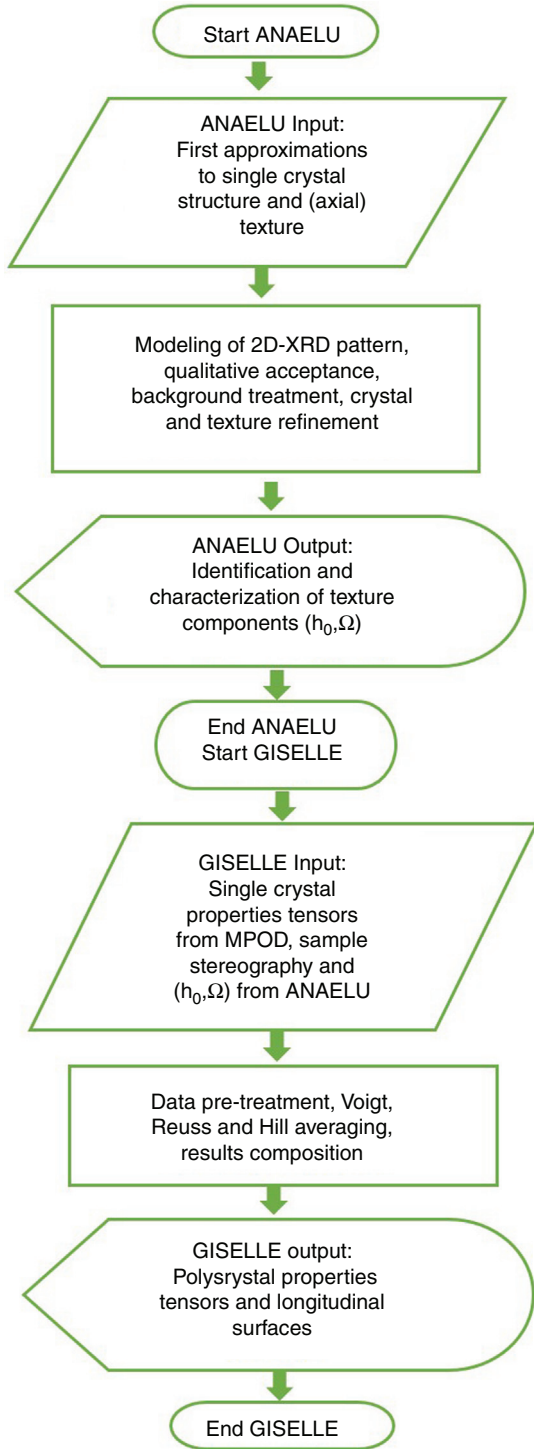 Start ANAELU
ANAELU Input:
First approximations
to single crystal
structure and (axial)
texture
Modeling of 2D-XRD pattern,
qualitative acceptance,
background treatment, crystal
and texture refinement
ANAELU Output:
Identification and
characterization of texture
components (h₀,Ω)
End ANAELU
Start GISELLE
GISELLE Input:
Single crystal
properties tensors
from MPOD, sample
stereography and
(h₀,Ω) from ANAELU
Data pre-treatment, Voigt,
Reuss and Hill averaging,
results composition
GISELLE output:
Polysrystal properties
tensors and longitudinal
surfaces
End GISELLE